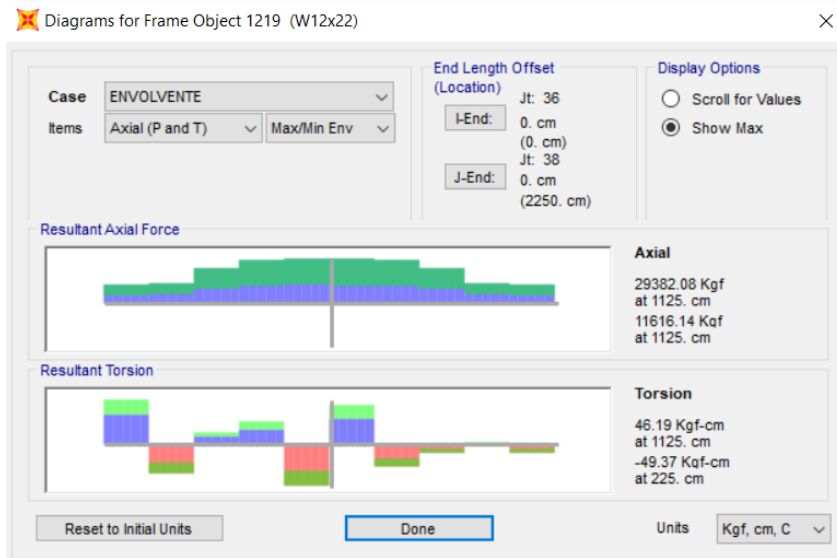 Diagrams for Frame Object 1219 (W12x22)
Case ENVOLVENTE
Items Axial (P and T) Max/Min Env
End Length Offset
(Location)
I-End:
Jt: 36
0. cm
(0. cm)
J-End:
Jt: 38
0. cm
(2250. cm)
Display Options
Scroll for Values
Show Max
Resultant Axial Force
Axial
29382.08 Kgf
at 1125. cm
11616.14 Kgf
at 1125. cm
Resultant Torsion
Torsion
46.19 Kgf-cm
at 1125. cm
-49.37 Kgf-cm
at 225. cm
Reset to Initial Units
Done
Units Kgf, cm, C